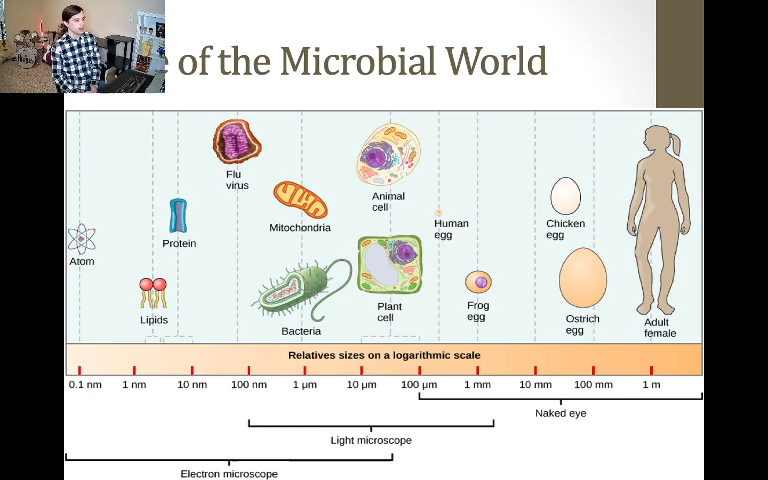 of the Microbial World
Flu
virus
Animal
cell
Mitochondria
Human
egg
Chicken
egg
Protein
Atom
Lipids
Bacteria
Plant
cell
Frog
egg
Ostrich
egg
Adult
female
Relatives sizes on a logarithmic scale
0.1 nm 1 nm 10 nm 100 nm 1 µm 10 µm 100 µm 1 mm 10 mm 100 mm 1 m
Naked eye
Light microscope
Electron microscope